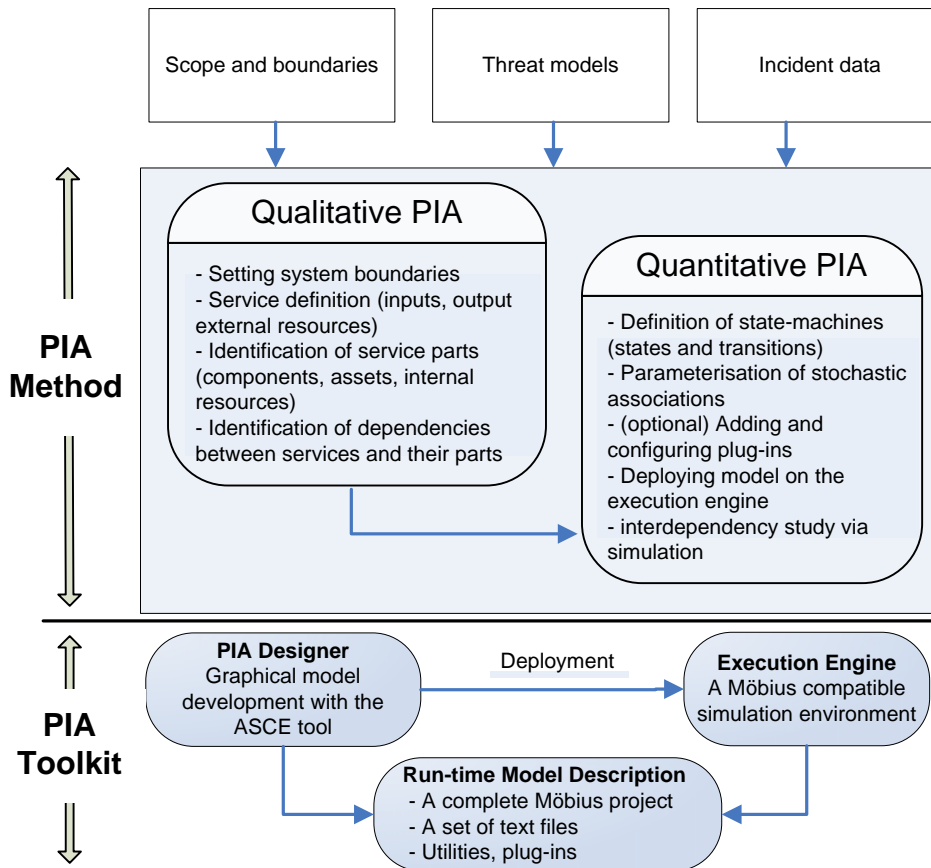 Scope and boundaries
Threat models
Incident data
PIA
Method
Qualitative PIA
- Setting system boundaries
- Service definition (inputs, output
external resources)
- Identification of service parts
(components, assets, internal
resources)
- Identification of dependencies
between services and their parts
Quantitative PIA
- Definition of state-machines
(states and transitions)
- Parameterisation of stochastic
associations
- (optional) Adding and
configuring plug-ins
- Deploying model on the
execution engine
- interdependency study via
simulation
PIA
Toolkit
PIA Designer
Graphical model
development with the
ASCE tool
Deployment
Execution Engine
A Möbius compatible
simulation environment
Run-time Model Description
- A complete Möbius project
- A set of text files
- Utilities, plug-ins